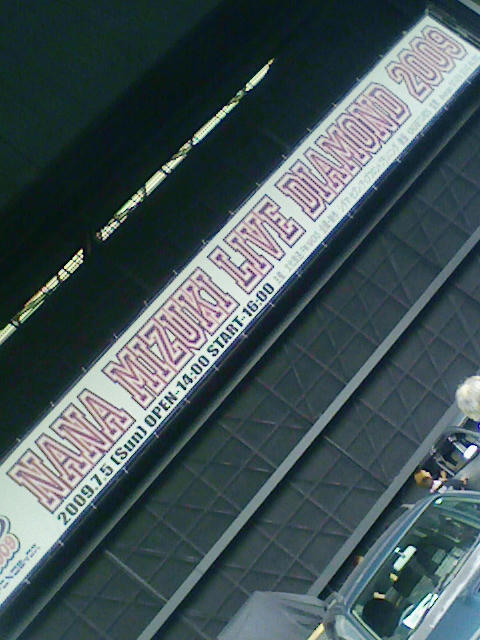 NANA MIZUKI LIVE DIAMOND 2009
2009.7.5 (Sun) OPEN-14:00 START-16:00